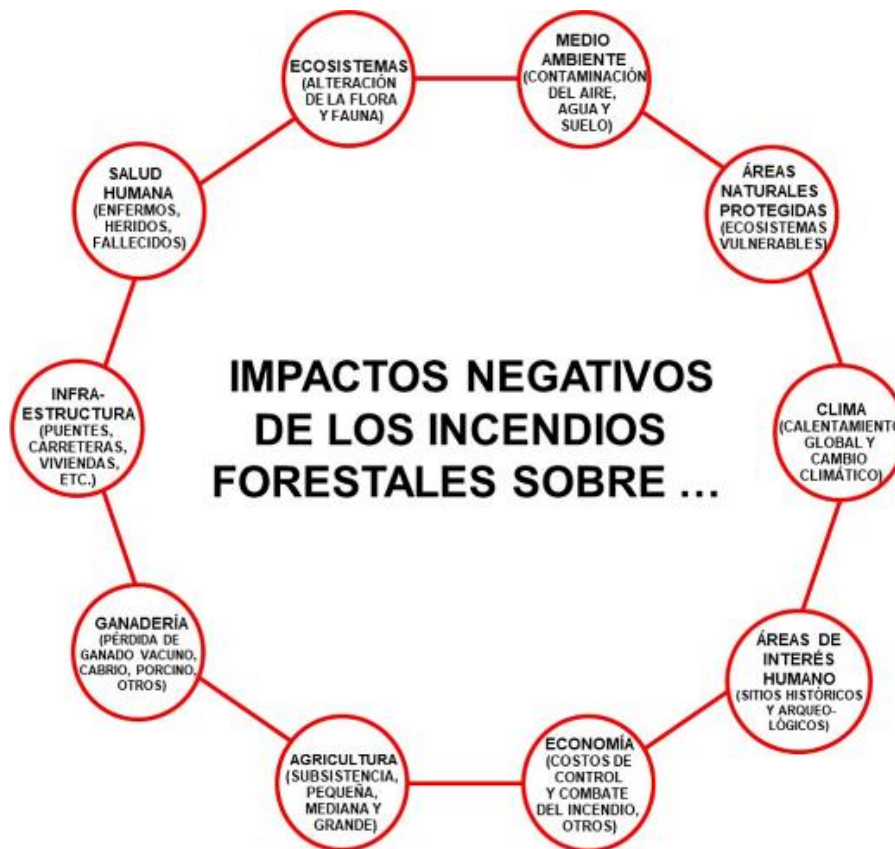 MEDIO
AMBIENTE
(CONTAMINACIÓN
DEL AIRE,
AGUA Y
SUELO)
ÁREAS
NATURALES
PROTEGIDAS
(ECOSISTEMAS
VULNERABLES)
CLIMA
(CALENTAMIENTO
GLOBAL Y
CAMBIO
CLIMÁTICO)
ÁREAS DE
INTERÉS
HUMANO
(SITIOS HISTÒRICOS
Y ARQUEO-
LÒGICOS)
ECONOMÍA
(COSTOS DE
CONTROL
Y COMBATE
DEL INCENDIO,
OTROS)
AGRICULTURA
(SUBSISTENCIA,
PEQUEÑA,
MEDIANA Y
GRANDE)
GANADERÍA
(PÉRDIDA DE
GANADO VACUNO,
CABRIO, PORCINO,
OTROS)
INFRA-
ESTRUCTURA
(PUENTES,
CARRETERAS,
VIVIENDAS,
ETC.)
SALUD
HUMANA
(ENFERMOS,
HERIDOS,
FALLECIDOS)
ECOSISTEMAS
(ALTERACIÓN
DE LA FLORA
Y FAUNA)
IMPACTOS NEGATIVOS
DE LOS INCENDIOS
FORESTALES SOBRE ...